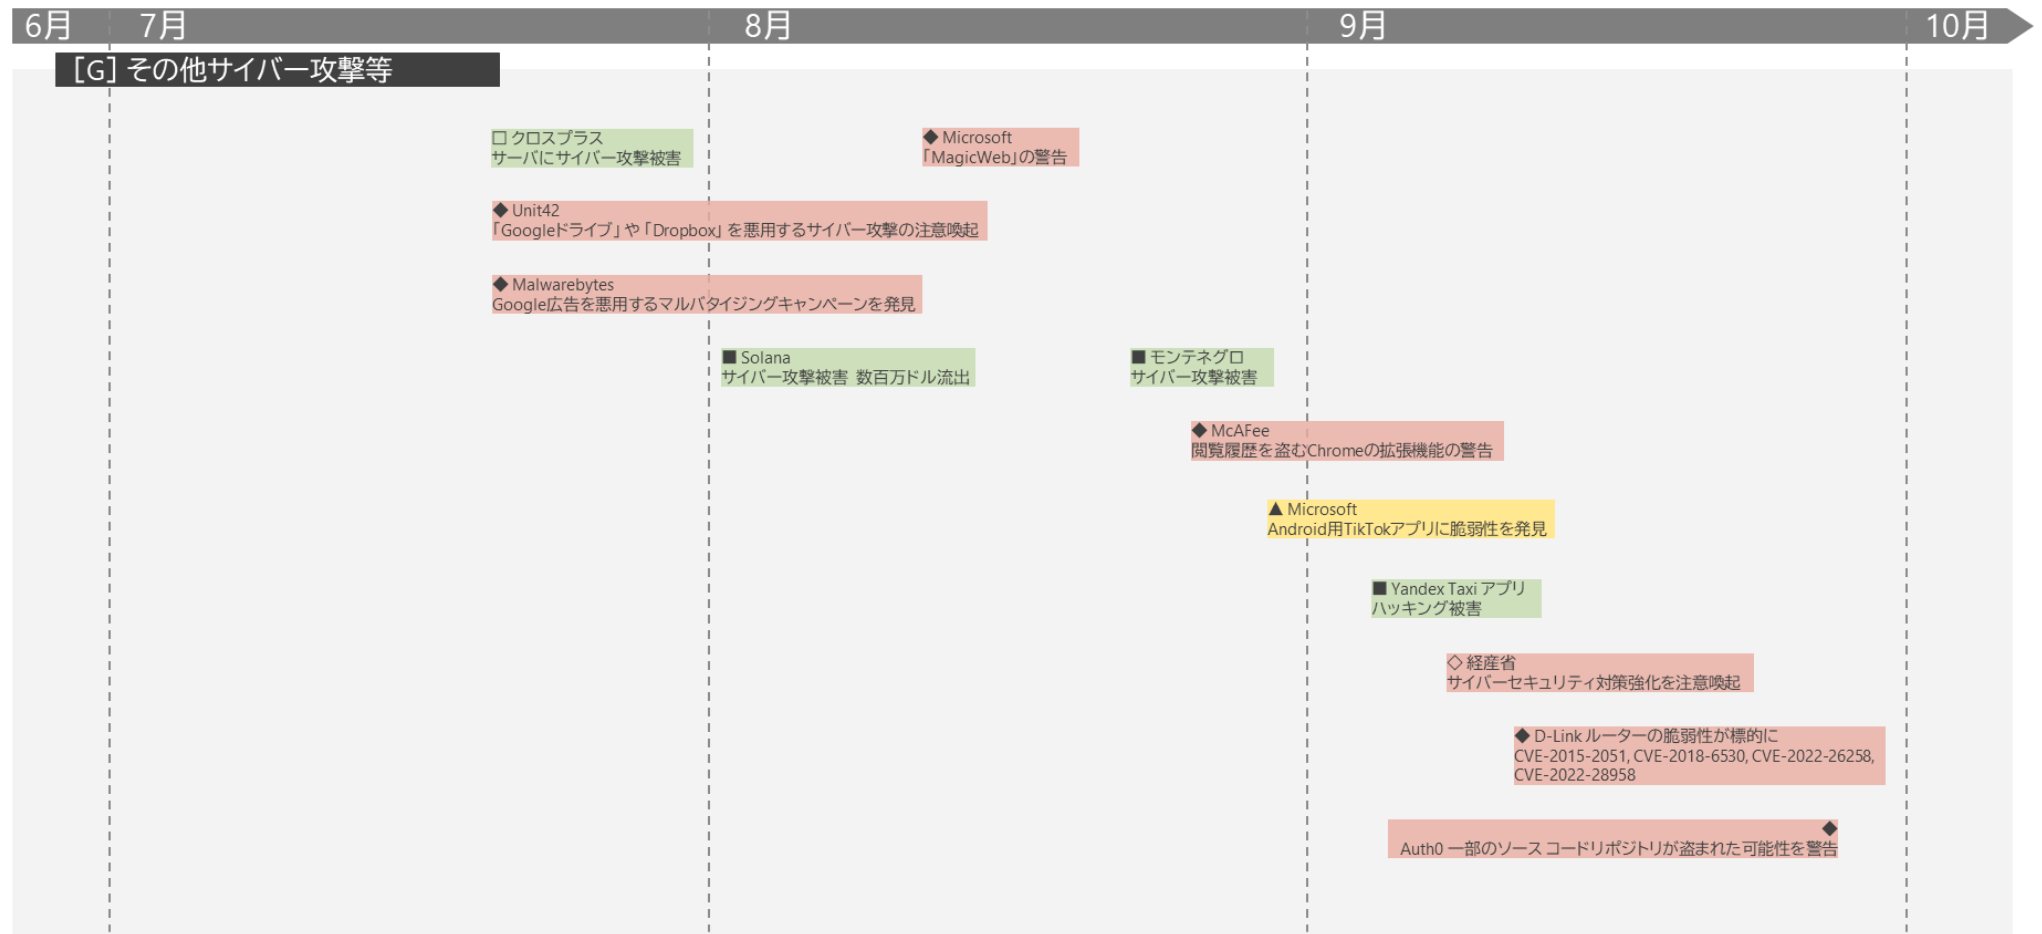 6月 7月 8月 9月 10月
[G] その他サイバー攻撃等
□ クロスプラス
サーバにサイバー攻撃被害
◆ Microsoft
「MagicWeb」の警告
◆ Unit42
「Googleドライブ」や「Dropbox」を悪用するサイバー攻撃の注意喚起
◆ Malwarebytes
Google広告を悪用するマルバタイジングキャンペーンを発見
■ Solana
サイバー攻撃被害 数百万ドル流出
■ モンテネグロ
サイバー攻撃被害
◆ McAFee
閲覧履歴を盗むChromeの拡張機能の警告
▲ Microsoft
Android用TikTokアプリに脆弱性を発見
■ Yandex Taxi アプリ
ハッキング被害
◇ 経産省
サイバーセキュリティ対策強化を注意喚起
◆ D-Link ルーターの脆弱性が標的に
CVE-2015-2051, CVE-2018-6530, CVE-2022-26258,
CVE-2022-28958
◆
Auth0 一部のソース コードリポジトリが盗まれた可能性を警告